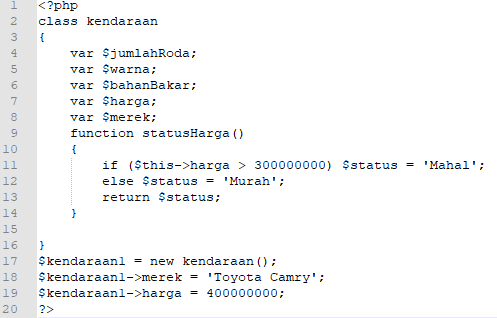 1 <?php
2 class kendaraan
3 {
4     var $jumlahRoda;
5     var $warna;
6     var $bahanBakar;
7     var $harga;
8     var $merek;
9     function statusHarga()
10     {
11         if ($this->harga > 300000000) $status = 'Mahal';
12         else $status = 'Murah';
13         return $status;
14     }
15
16 }
17 $kendaraan1 = new kendaraan();
18 $kendaraan1->merek = 'Toyota Camry';
19 $kendaraan1->harga = 400000000;
20 ?>